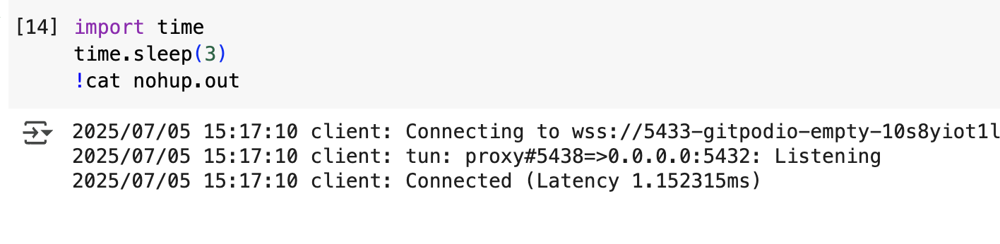 [14] import time
time.sleep(3)
!cat nohup.out
2025/07/05 15:17:10 client: Connecting to wss://5433-gitpodio-empty-10s8yiot1l
2025/07/05 15:17:10 client: tun: proxy#5438=>0.0.0.0:5432: Listening
2025/07/05 15:17:10 client: Connected (Latency 1.152315ms)